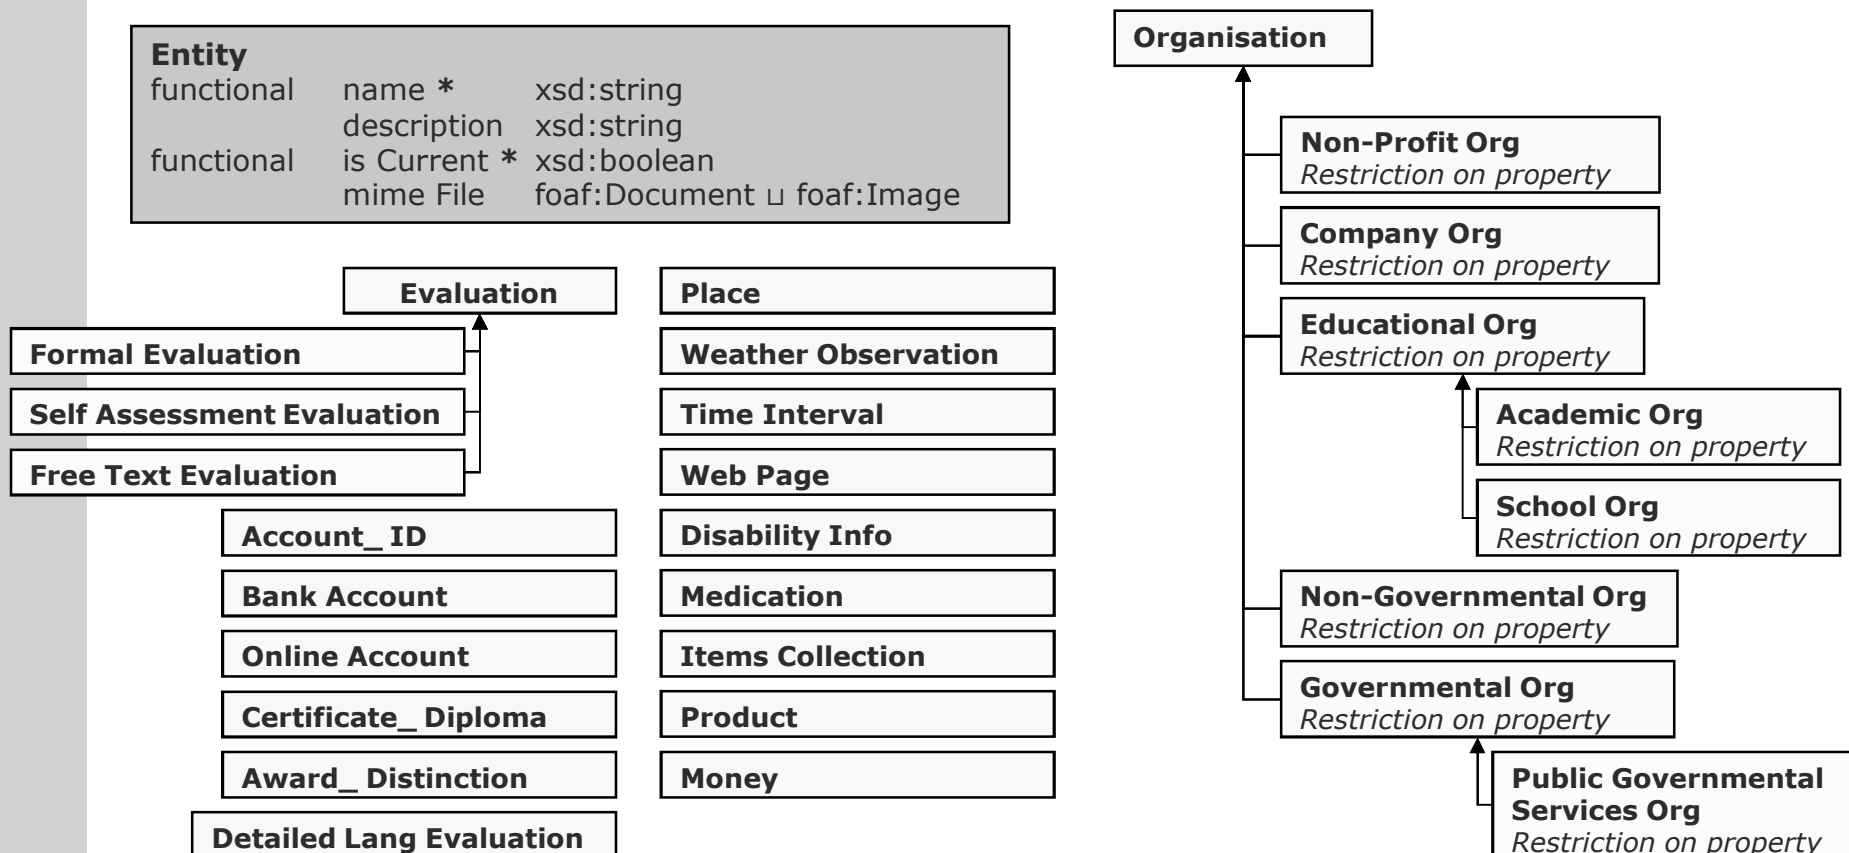 Entity
functional name * xsd:string
description xsd:string
functional is Current * xsd:boolean
mime File foaf:Document ⊔ foaf:Image
Evaluation
Formal Evaluation
Self Assessment Evaluation
Free Text Evaluation
Account_ ID
Bank Account
Online Account
Certificate_ Diploma
Award_ Distinction
Detailed Lang Evaluation
Place
Weather Observation
Time Interval
Web Page
Disability Info
Medication
Items Collection
Product
Money
Organisation
Non-Profit Org
Restriction on property
Company Org
Restriction on property
Educational Org
Restriction on property
Academic Org
Restriction on property
School Org
Restriction on property
Non-Governmental Org
Restriction on property
Governmental Org
Restriction on property
Public Governmental
Services Org
Restriction on property